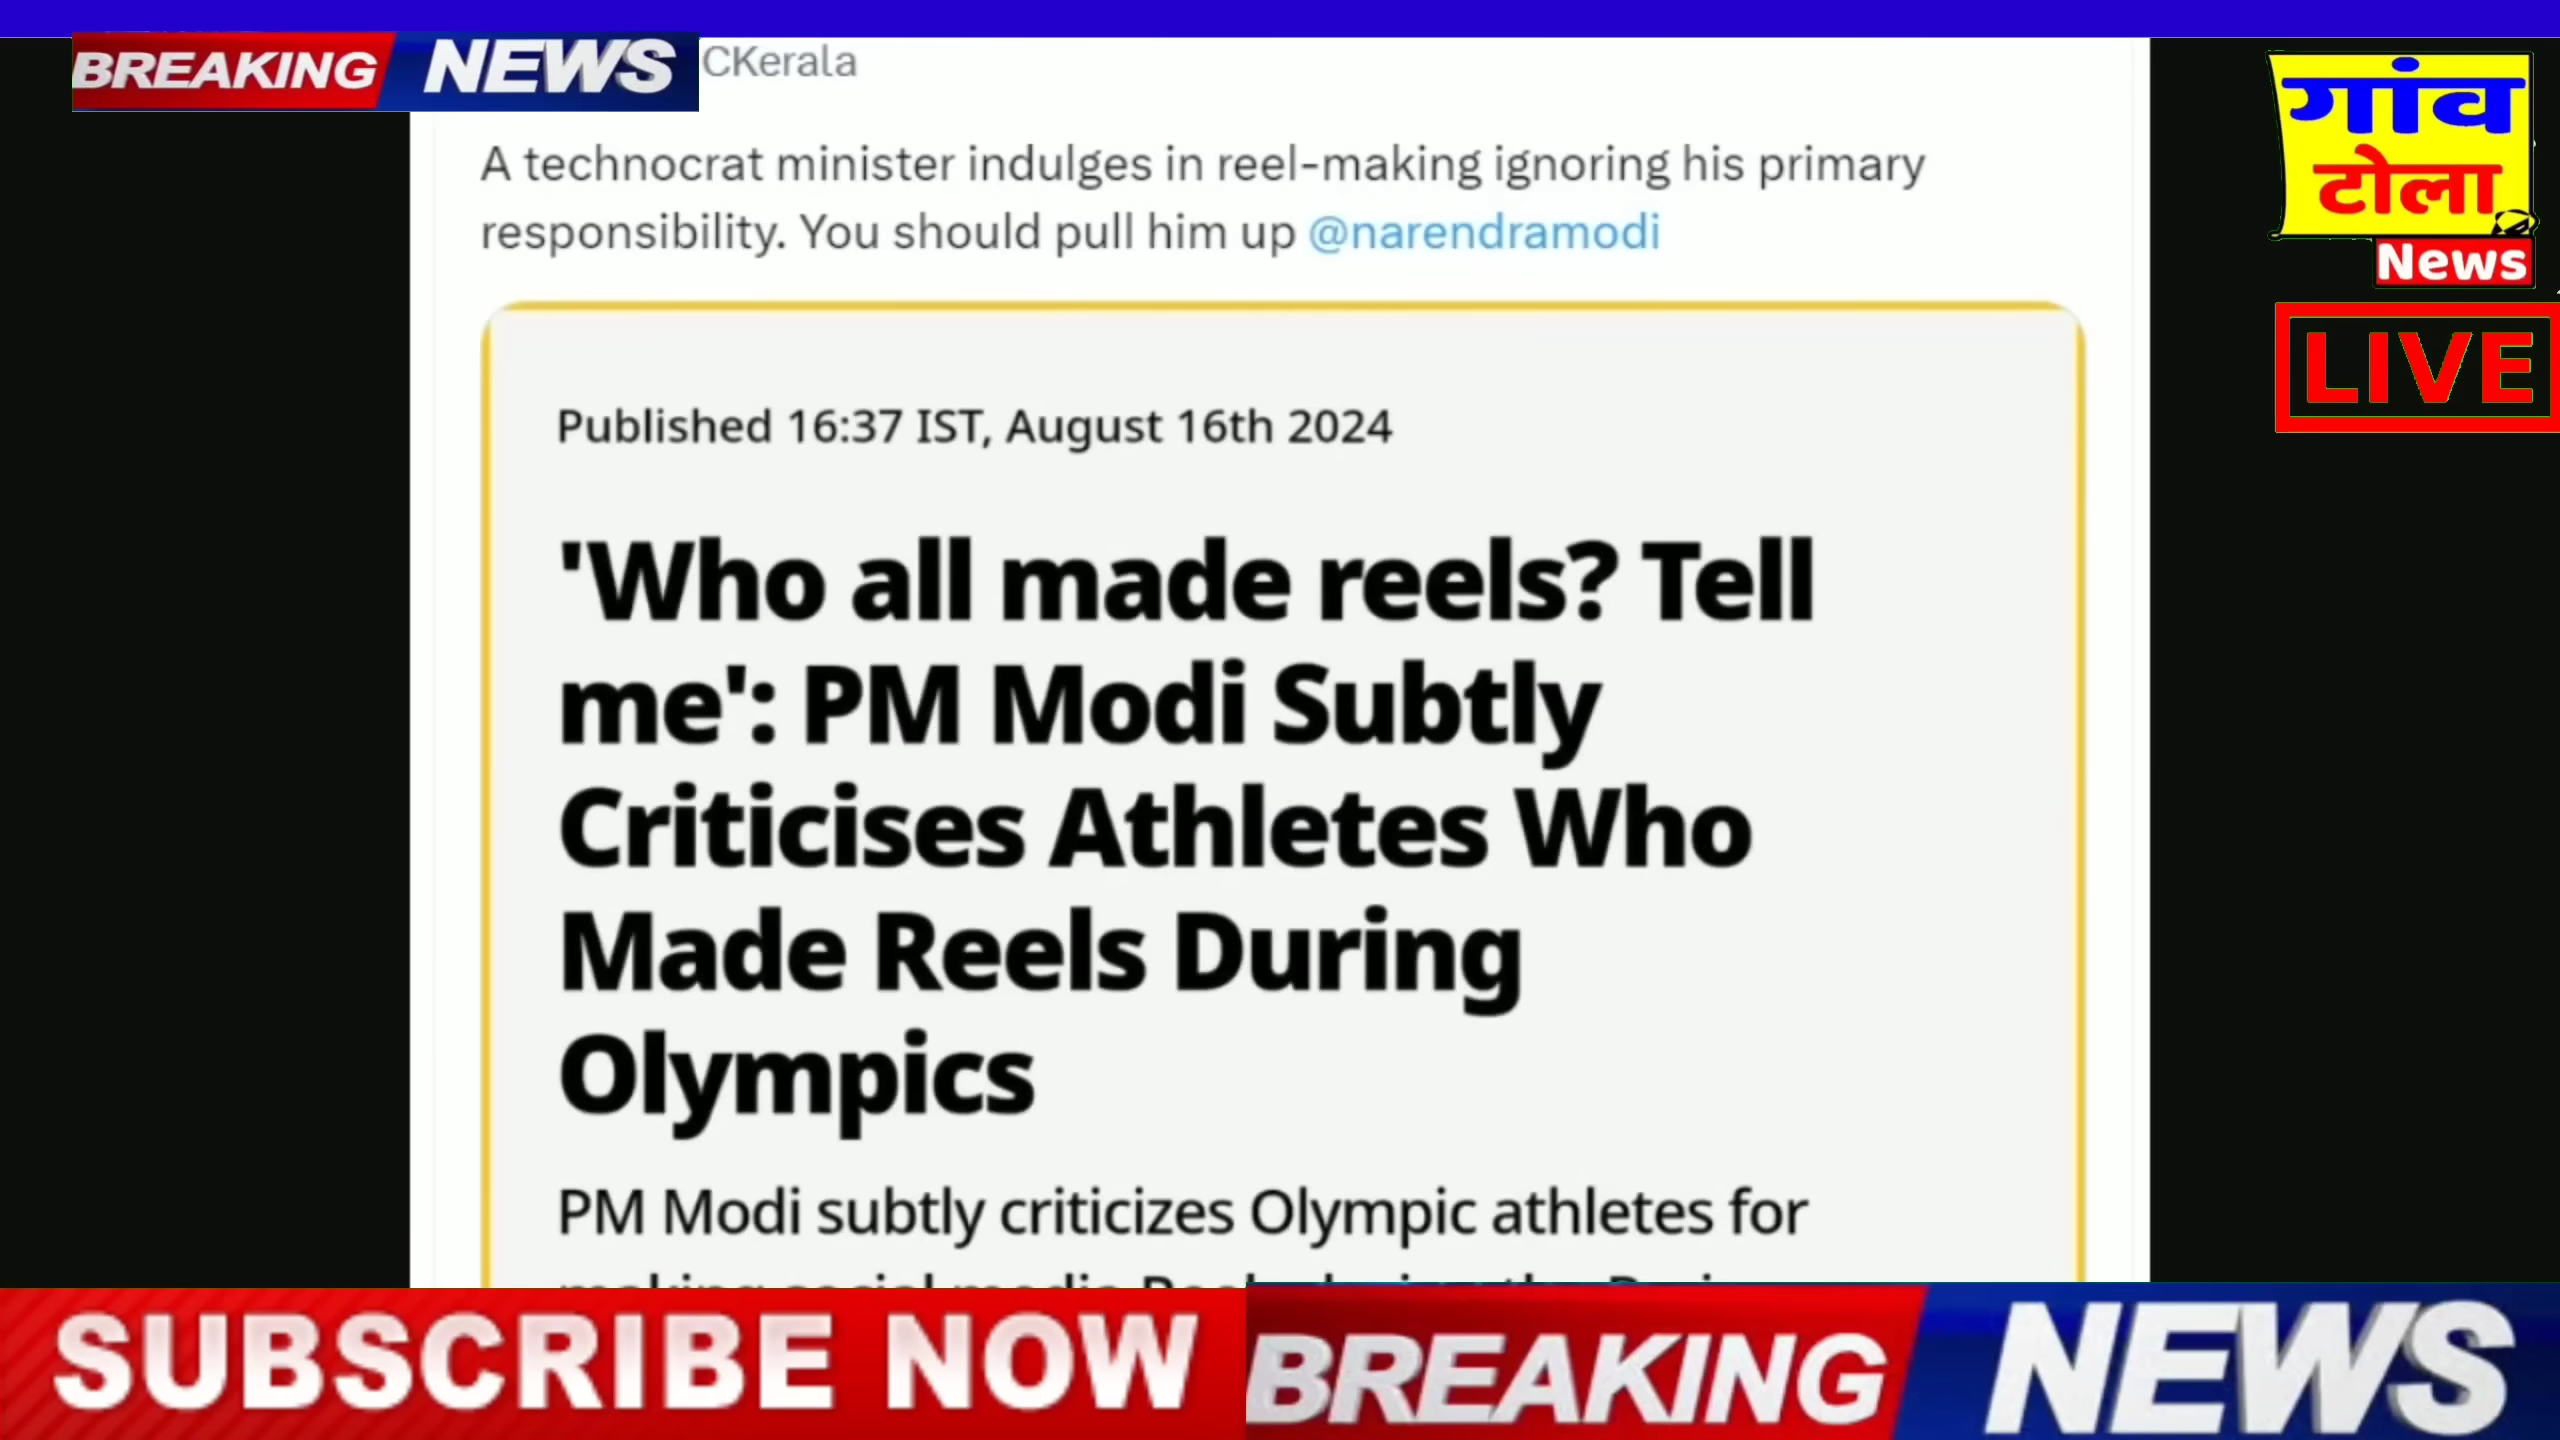 BREAKING NEWS
CKerala
गांव
टोला
News
LIVE
A technocrat minister indulges in reel-making ignoring his primary
responsibility. You should pull him up @narendramodi
Published 16:37 IST, August 16th 2024
'Who all made reels? Tell
me': PM Modi Subtly
Criticises Athletes Who
Made Reels During
Olympics
PM Modi subtly criticizes Olympic athletes for
SUBSCRIBE NOW
BREAKING NEWS